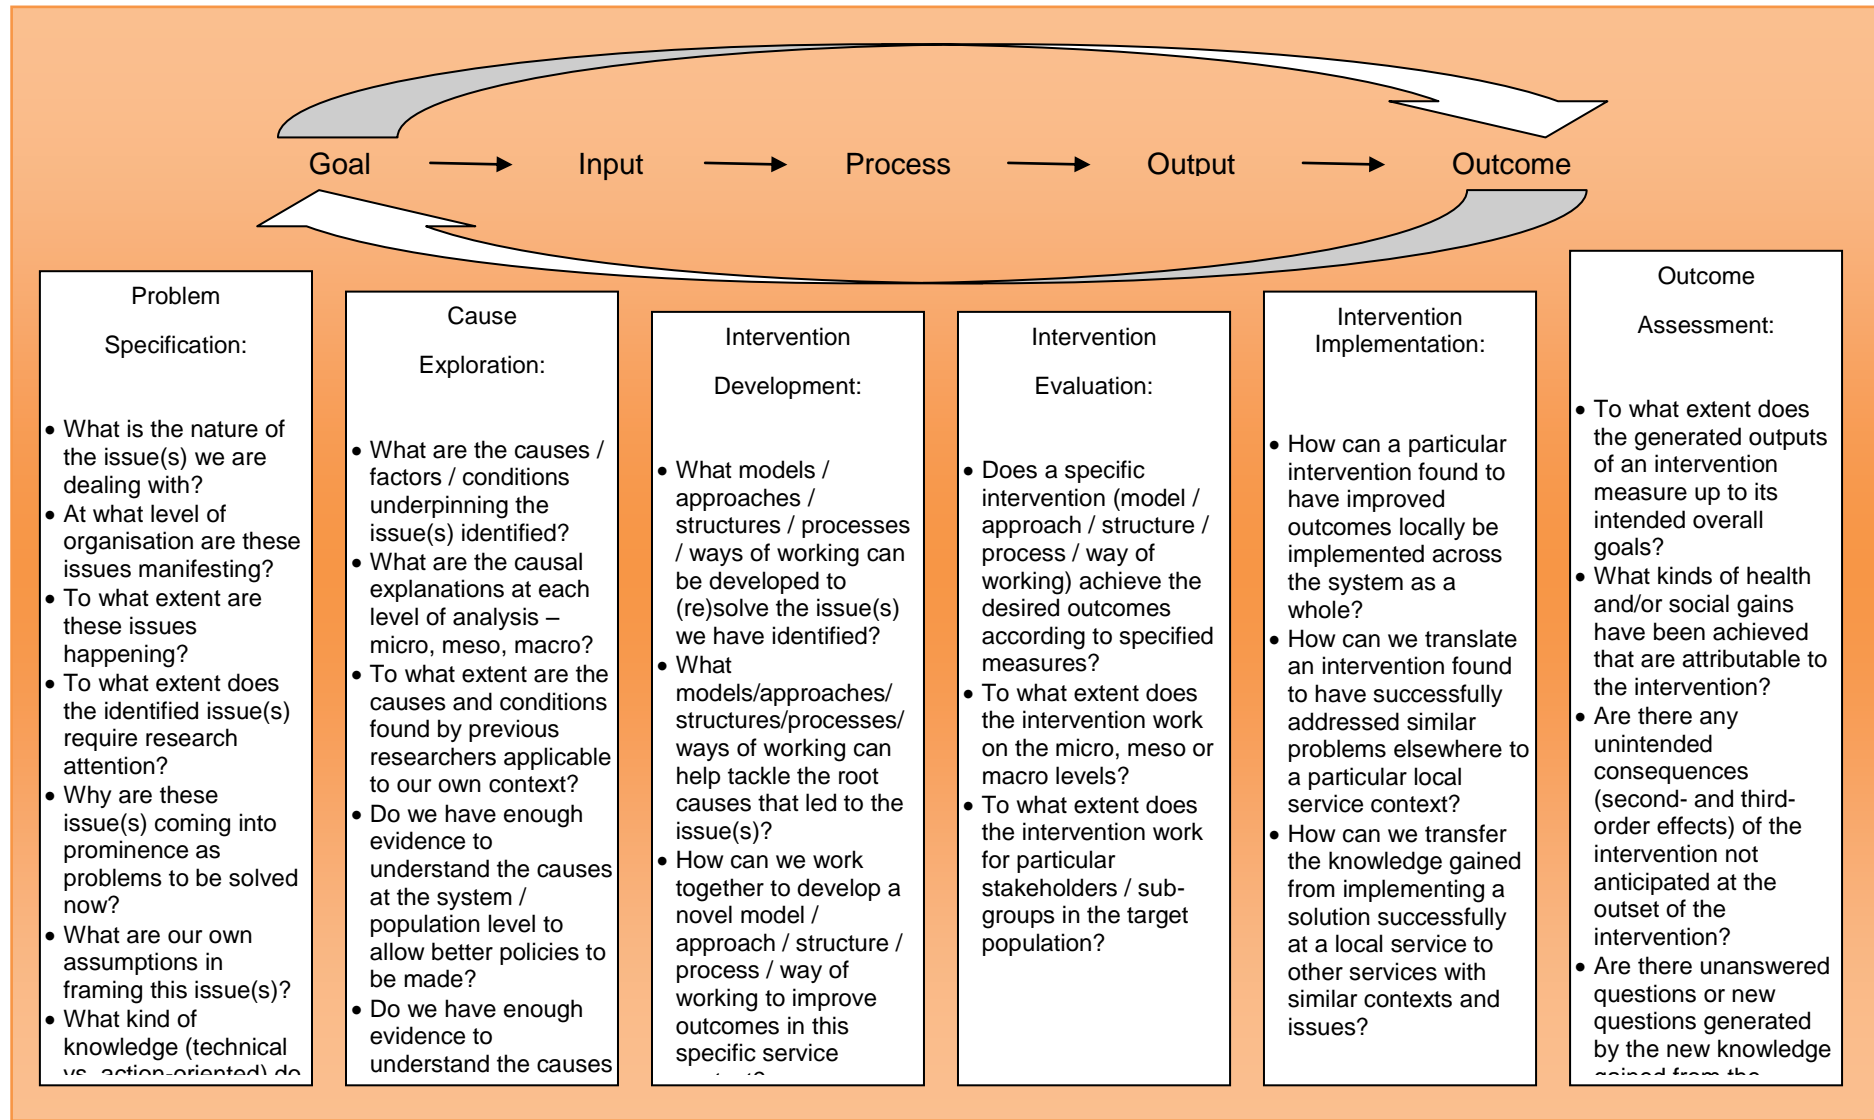 Goal
Input
Process
Output
Outcome
Problem
Specification:
• What is the nature of
the issue(s) we are
dealing with?
• At what level of
organisation are these
issues manifesting?
• To what extent are
these issues
happening?
• To what extent does
the identified issue(s)
require research
attention?
• Why are these
issue(s) coming into
prominence as
problems to be solved
now?
• What are our own
assumptions in
framing this issue(s)?
• What kind of
knowledge (technical
vs. action-oriented) do
Cause
Exploration:
• What are the causes /
factors / conditions
underpinning the
issue(s) identified?
• What are the causal
explanations at each
level of analysis –
micro, meso, macro?
• To what extent are the
causes and conditions
found by previous
researchers applicable
to our own context?
• Do we have enough
evidence to
understand the causes
at the system /
population level to
allow better policies to
be made?
• Do we have enough
evidence to
understand the causes
Intervention
Development:
• What models /
approaches /
structures / processes
/ ways of working can
be developed to
(re)solve the issue(s)
we have identified?
• What
models/approaches/
structures/processes/
ways of working can
help tackle the root
causes that led to the
issue(s)?
• How can we work
together to develop a
novel model /
approach / structure /
process / way of
working to improve
outcomes in this
specific service
Intervention
Evaluation:
• Does a specific
intervention (model /
approach / structure /
process / way of
working) achieve the
desired outcomes
according to specified
measures?
• To what extent does
the intervention work
on the micro, meso or
macro levels?
• To what extent does
the intervention work
for particular
stakeholders / sub-
groups in the target
population?
Intervention
Implementation:
• How can a particular
intervention found to
have improved
outcomes locally be
implemented across
the system as a
whole?
• How can we translate
an intervention found
to have successfully
addressed similar
problems elsewhere to
a particular local
service context?
• How can we transfer
the knowledge gained
from implementing a
solution successfully
at a local service to
other services with
similar contexts and
issues?
Outcome
Assessment:
• To what extent does
the generated outputs
of an intervention
measure up to its
intended overall
goals?
• What kinds of health
and/or social gains
have been achieved
that are attributable to
the intervention?
• Are there any
unintended
consequences
(second- and third-
order effects) of the
intervention not
anticipated at the
outset of the
intervention?
• Are there unanswered
questions or new
questions generated
by the new knowledge
gained from the